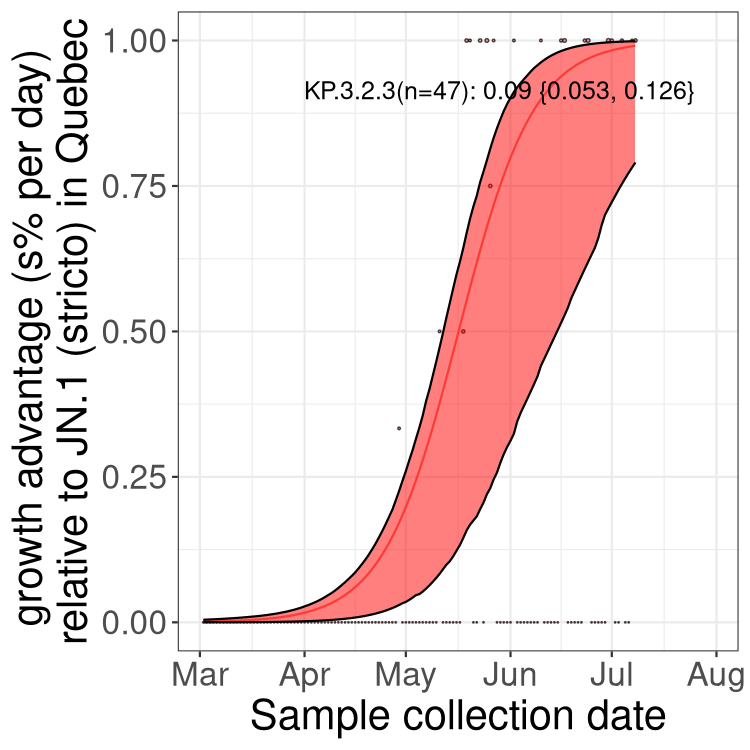 growth advantage (s% per day)
relative to JN.1 (stricto) in Quebec
1.00
0.75
0.50
0.25
0.00
KP.3.2.3(n=47): 0.09 {0.053, 0.126}
Mar Apr May Jun Jul Aug
Sample collection date